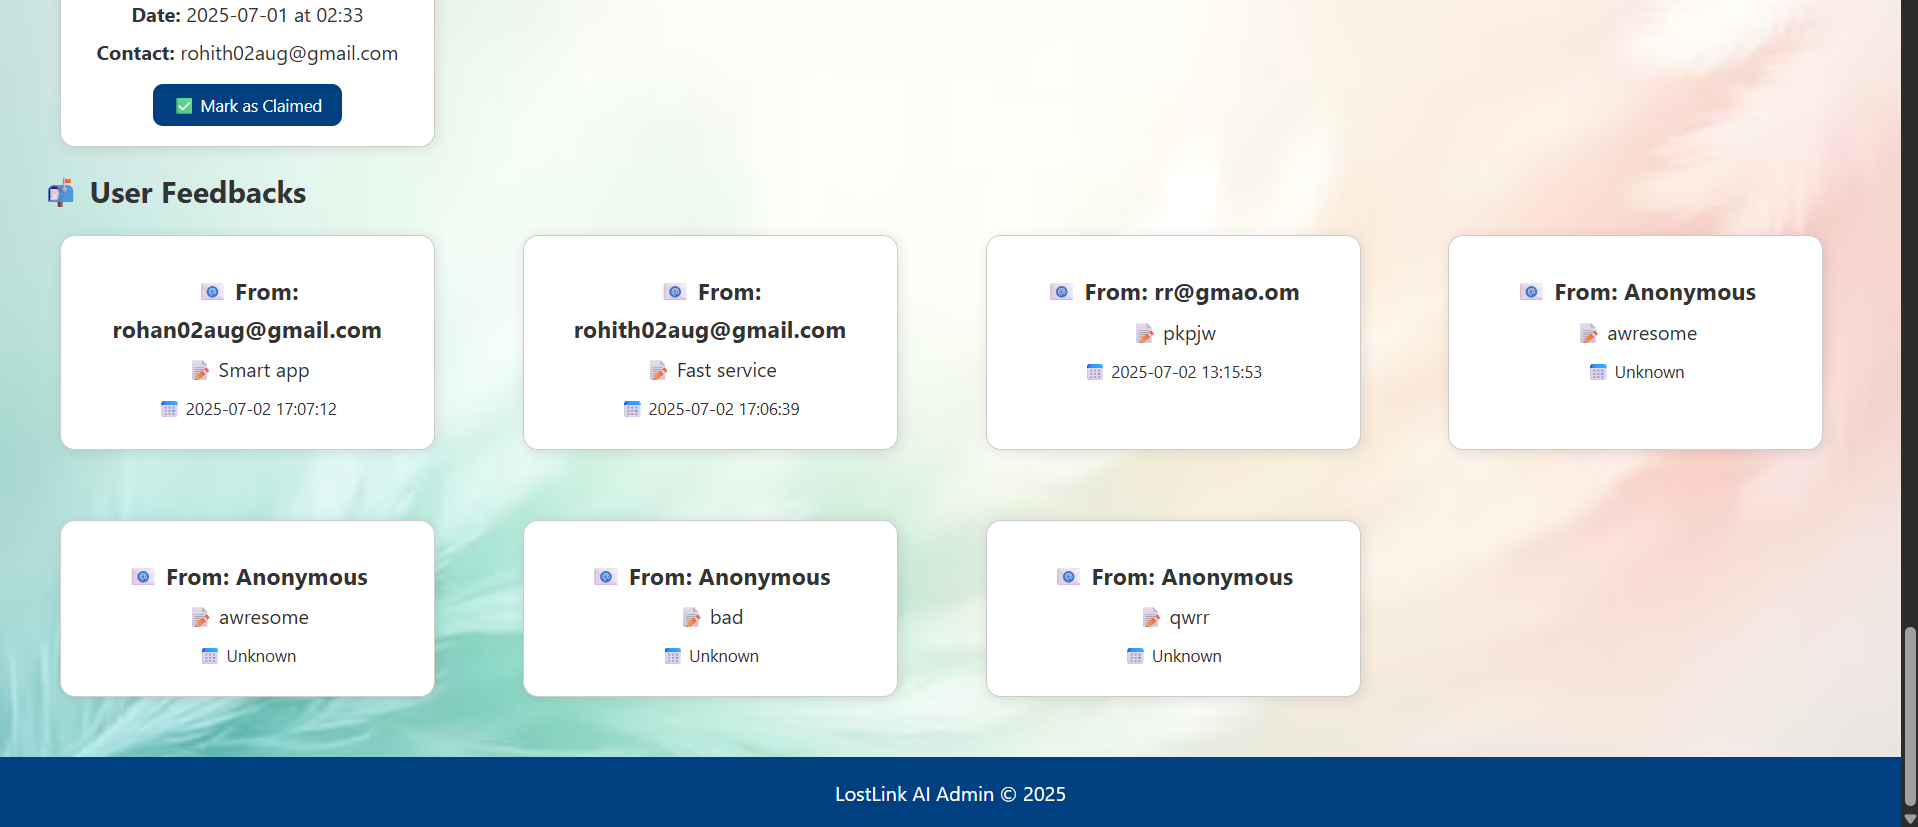 Date: 2025-07-01 at 02:33
Contact: rohith02aug@gmail.com
Mark as Claimed
User Feedbacks
From:
rohan02aug@gmail.com
Smart app
2025-07-02 17:07:12
From:
rohith02aug@gmail.com
Fast service
2025-07-02 17:06:39
From: rr@gmao.om
pkpjw
2025-07-02 13:15:53
From: Anonymous
awresome
Unknown
From: Anonymous
awresome
Unknown
From: Anonymous
bad
Unknown
From: Anonymous
qwrr
Unknown
LostLink AI Admin © 2025